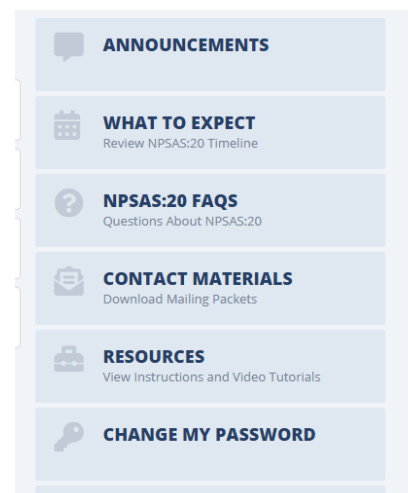 ANNOUNCEMENTS
WHAT TO EXPECT
Review NPSAS:20 Timeline
NPSAS:20 FAQS
Questions About NPSAS:20
CONTACT MATERIALS
Download Mailing Packets
RESOURCES
View Instructions and Video Tutorials
CHANGE MY PASSWORD